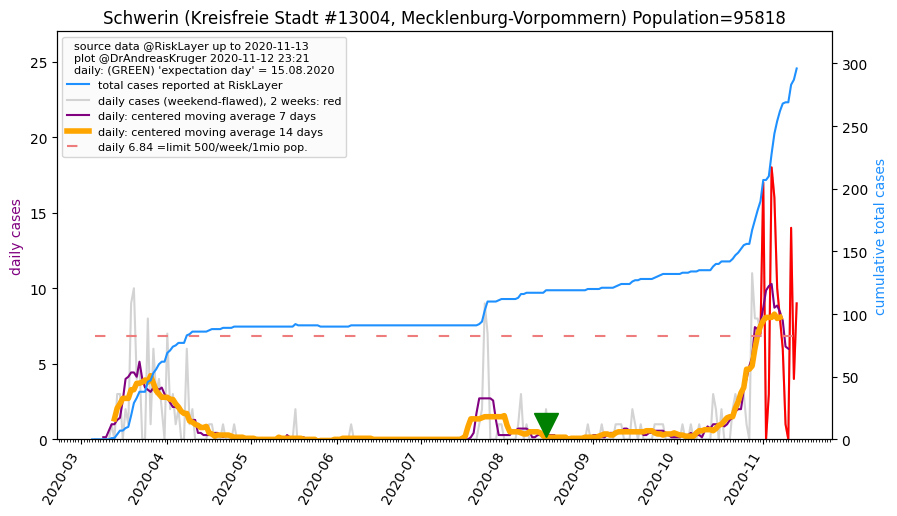 Schwerin (Kreisfreie Stadt #13004, Mecklenburg-Vorpommern) Population=95818
source data @RiskLayer up to 2020-11-13
plot @DrAndreasKruger 2020-11-12 23:21
daily: (GREEN) 'expectation day' = 15.08.2020
total cases reported at RiskLayer
daily cases (weekend-flawed), 2 weeks: red
daily: centered moving average 7 days
daily: centered moving average 14 days
daily 6.84 =limit 500/week/1mio pop.
daily cases
25
20
15
10
5
0
cumulative total cases
300
250
200
150
100
50
0
2020-03
2020-04
2020-05
2020-06
2020-07
2020-08
2020-09
2020-10
2020-11